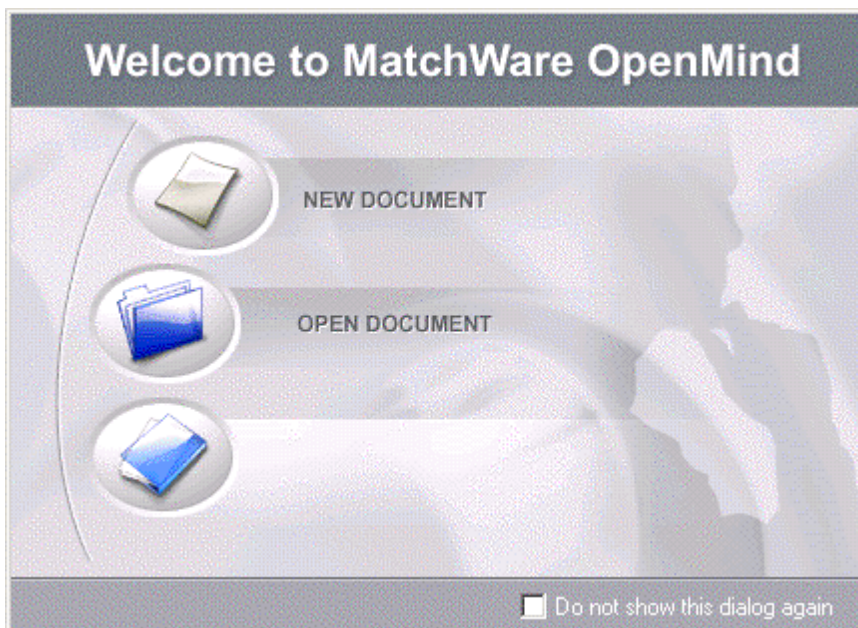 Welcome to MatchWare OpenMind
NEW DOCUMENT
OPEN DOCUMENT
Do not show this dialog again